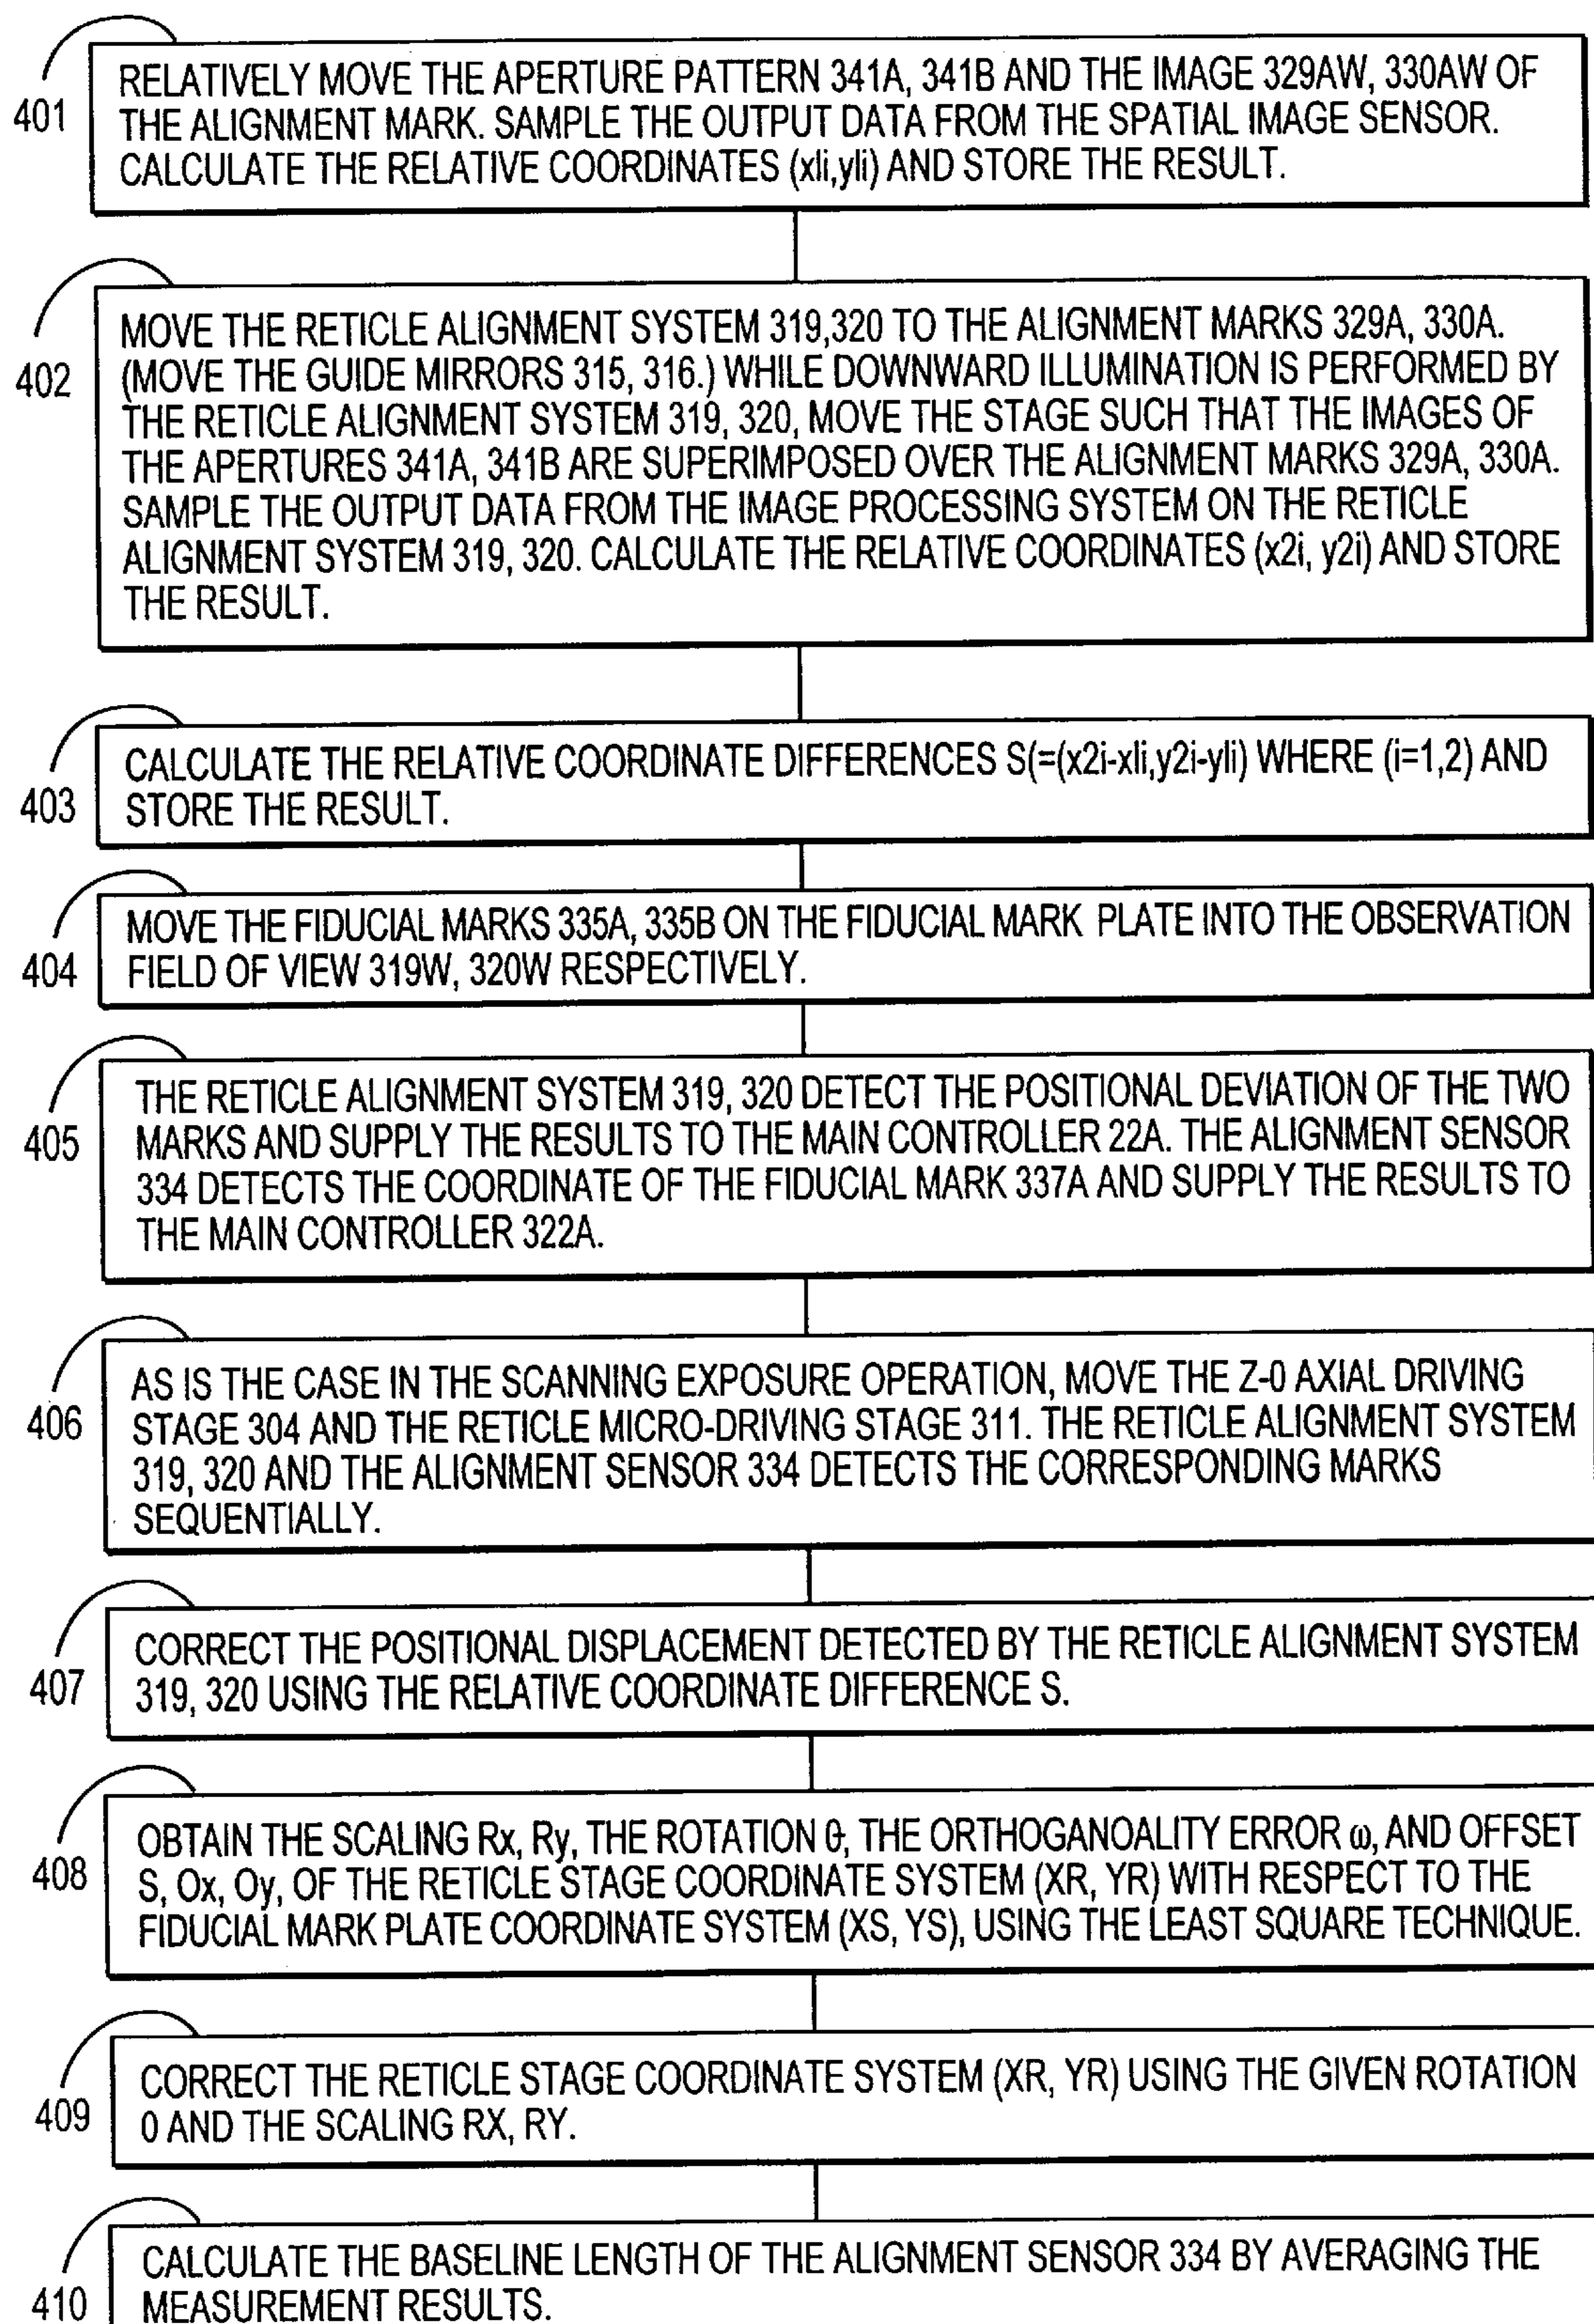 401
RELATIVELY MOVE THE APERTURE PATTERN 341A, 341B AND THE IMAGE 329AW, 330AW OF
THE ALIGNMENT MARK. SAMPLE THE OUTPUT DATA FROM THE SPATIAL IMAGE SENSOR.
CALCULATE THE RELATIVE COORDINATES (xli,yli) AND STORE THE RESULT.
402
MOVE THE RETICLE ALIGNMENT SYSTEM 319,320 TO THE ALIGNMENT MARKS 329A, 330A.
(MOVE THE GUIDE MIRRORS 315, 316.) WHILE DOWNWARD ILLUMINATION IS PERFORMED BY
THE RETICLE ALIGNMENT SYSTEM 319, 320, MOVE THE STAGE SUCH THAT THE IMAGES OF
THE APERTURES 341A, 341B ARE SUPERIMPOSED OVER THE ALIGNMENT MARKS 329A, 330A.
SAMPLE THE OUTPUT DATA FROM THE IMAGE PROCESSING SYSTEM ON THE RETICLE
ALIGNMENT SYSTEM 319, 320. CALCULATE THE RELATIVE COORDINATES (x2i, y2i) AND STORE
THE RESULT.
403
CALCULATE THE RELATIVE COORDINATE DIFFERENCES S(=(x2i-xli,y2i-yli) WHERE (i=1,2) AND
STORE THE RESULT.
404
MOVE THE FIDUCIAL MARKS 335A, 335B ON THE FIDUCIAL MARK PLATE INTO THE OBSERVATION
FIELD OF VIEW 319W, 320W RESPECTIVELY.
405
THE RETICLE ALIGNMENT SYSTEM 319, 320 DETECT THE POSITIONAL DEVIATION OF THE TWO
MARKS AND SUPPLY THE RESULTS TO THE MAIN CONTROLLER 22A. THE ALIGNMENT SENSOR
334 DETECTS THE COORDINATE OF THE FIDUCIAL MARK 337A AND SUPPLY THE RESULTS TO
THE MAIN CONTROLLER 322A.
406
AS IS THE CASE IN THE SCANNING EXPOSURE OPERATION, MOVE THE Z-0 AXIAL DRIVING
STAGE 304 AND THE RETICLE MICRO-DRIVING STAGE 311. THE RETICLE ALIGNMENT SYSTEM
319, 320 AND THE ALIGNMENT SENSOR 334 DETECTS THE CORRESPONDING MARKS
SEQUENTIALLY.
407
CORRECT THE POSITIONAL DISPLACEMENT DETECTED BY THE RETICLE ALIGNMENT SYSTEM
319, 320 USING THE RELATIVE COORDINATE DIFFERENCE S.
408
OBTAIN THE SCALING Rx, Ry, THE ROTATION θ, THE ORTHOGANOALITY ERROR ω, AND OFFSET
S, Ox, Oy, OF THE RETICLE STAGE COORDINATE SYSTEM (XR, YR) WITH RESPECT TO THE
FIDUCIAL MARK PLATE COORDINATE SYSTEM (XS, YS), USING THE LEAST SQUARE TECHNIQUE.
409
CORRECT THE RETICLE STAGE COORDINATE SYSTEM (XR, YR) USING THE GIVEN ROTATION
0 AND THE SCALING RX, RY.
410
CALCULATE THE BASELINE LENGTH OF THE ALIGNMENT SENSOR 334 BY AVERAGING THE
MEASUREMENT RESULTS.